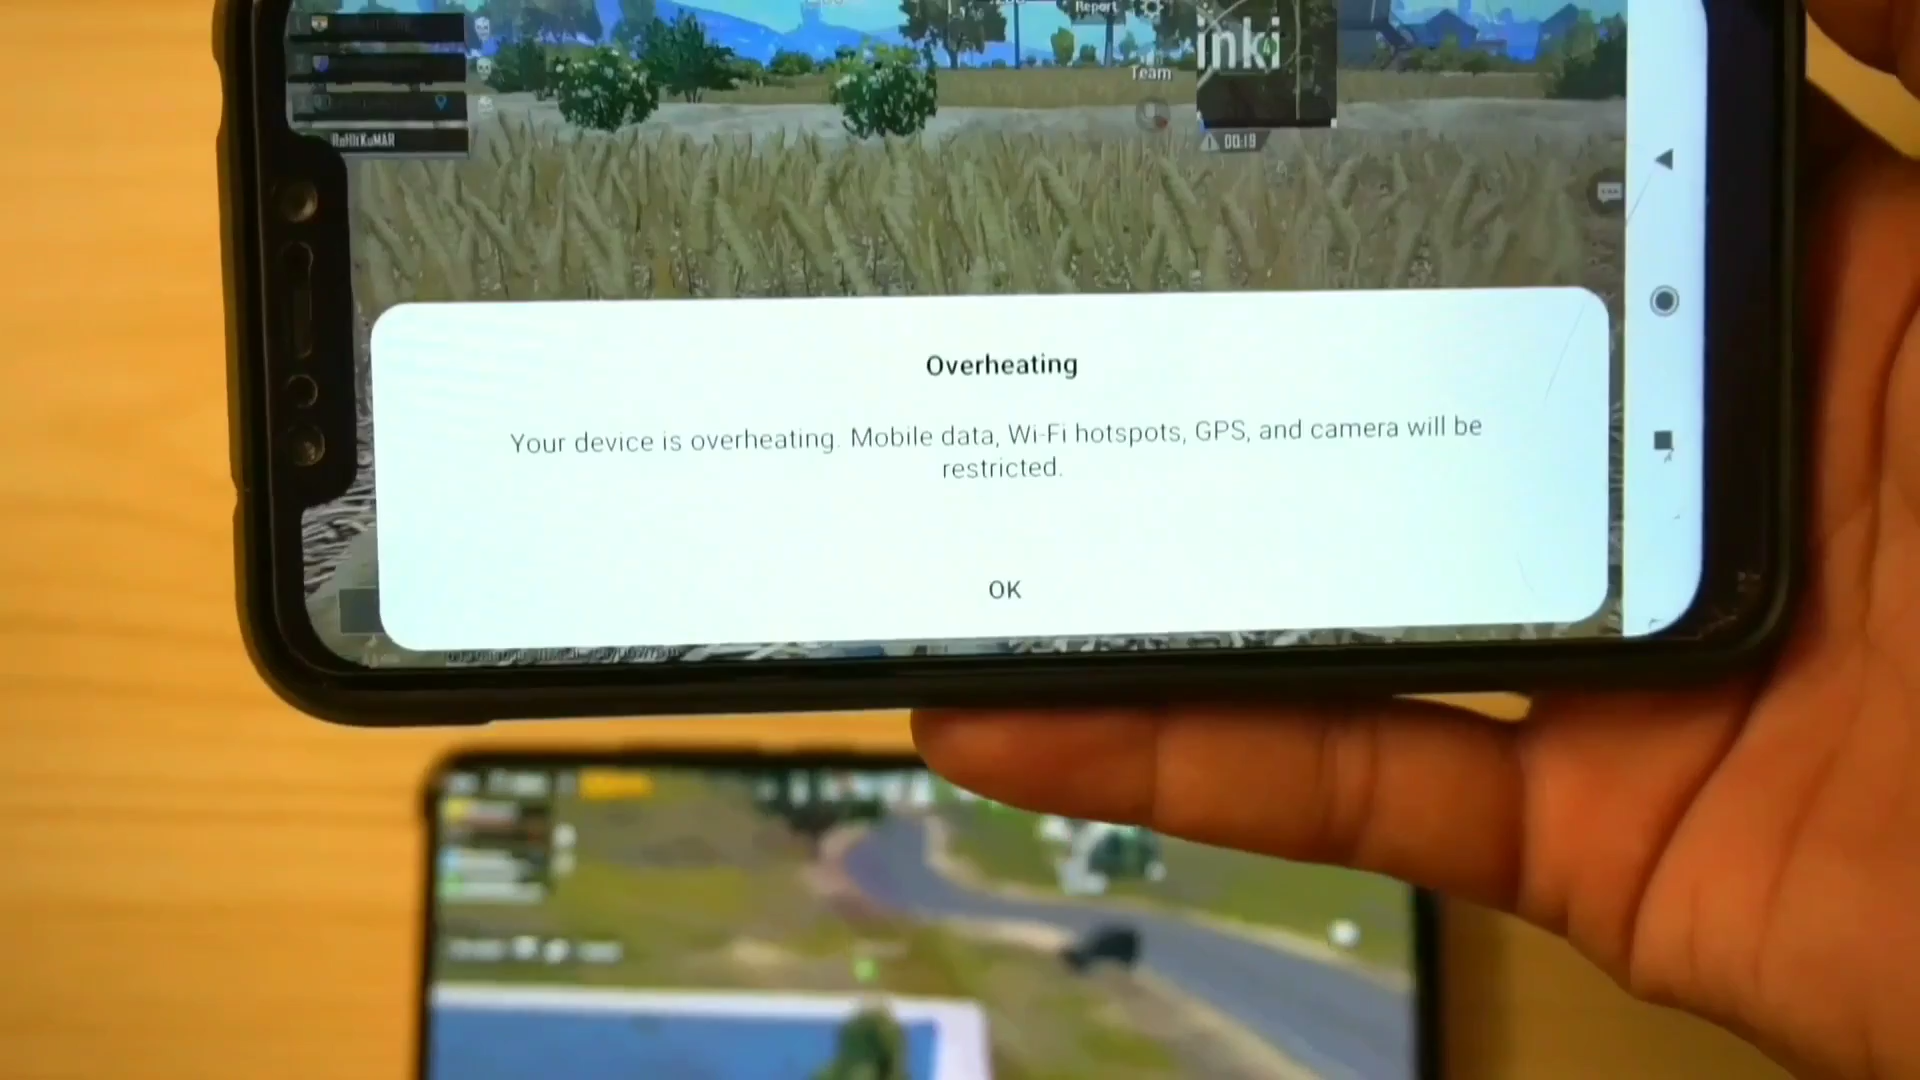 Report
inki
Team
RoHitKuMAR
00:19
Overheating
Your device is overheating. Mobile data, Wi-Fi hotspots, GPS, and camera will be
restricted.
OK